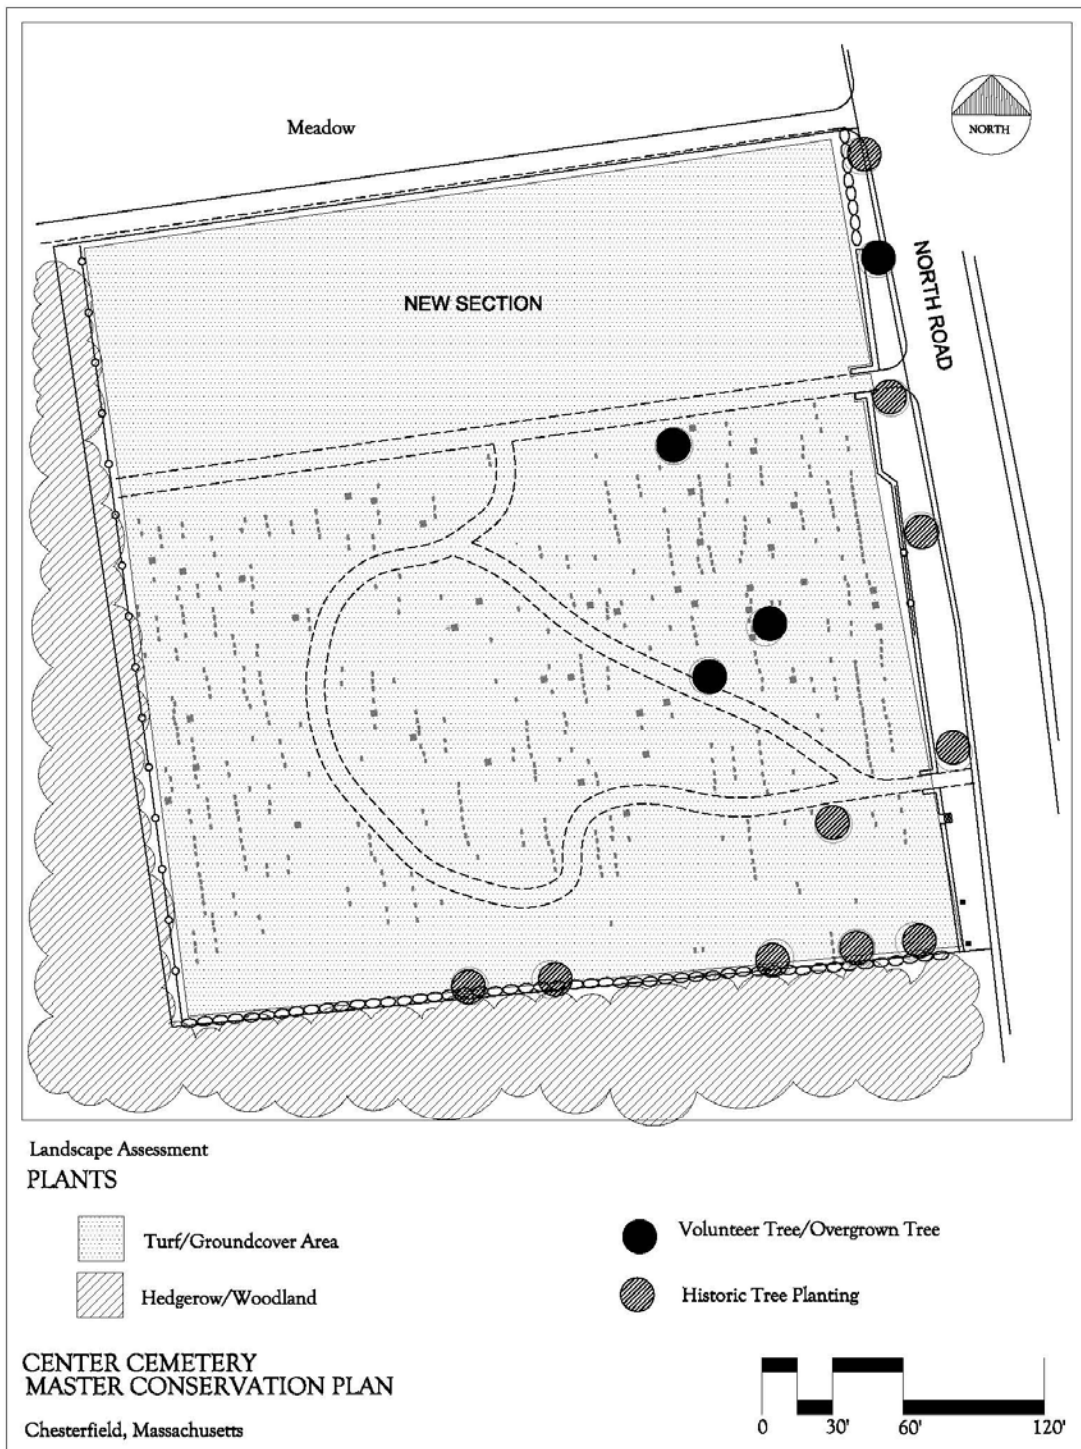 Meadow
NORTH
NEW SECTION
NORTH ROAD
Landscape Assessment
PLANTS
Turf/Groundcover Area
Volunteer Tree/Overgrown Tree
Hedgerow/Woodland
Historic Tree Planting
CENTER CEMETERY
MASTER CONSERVATION PLAN
Chesterfield, Massachusetts
0 30' 60' 120'